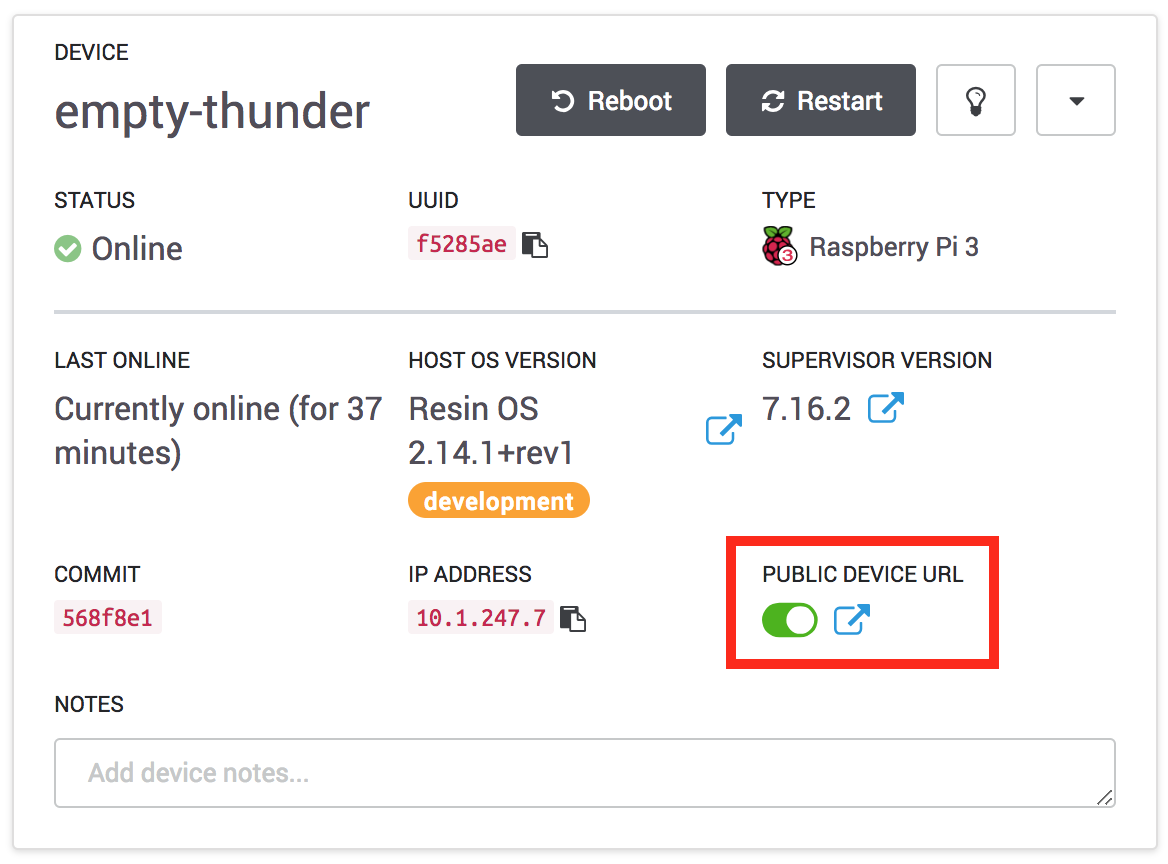 DEVICE
empty-thunder
Reboot
Restart
STATUS
UUID
TYPE
Online
f5285ae
3
Raspberry Pi 3
LAST ONLINE
HOST OS VERSION
SUPERVISOR VERSION
Currently online (for 37
minutes)
Resin OS
2.14.1+rev1
7.16.2
development
COMMIT
IP ADDRESS
PUBLIC DEVICE URL
568f8e1
10.1.247.7
NOTES
Add device notes...